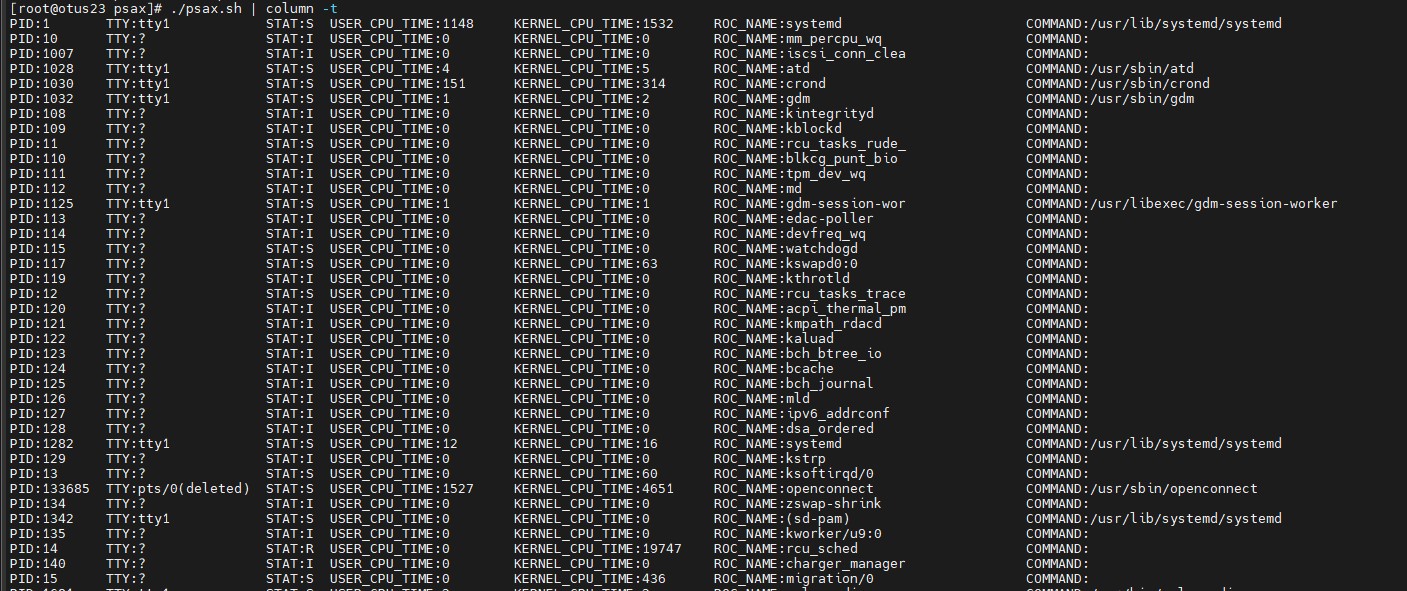 [root@otus23 psax]# ./psax.sh | column -t
PID:1 TTY:tty1 STAT:S USER_CPU_TIME:1148 KERNEL_CPU_TIME:1532 ROC_NAME:systemd COMMAND:/usr/lib/systemd/systemd
PID:10 TTY:? STAT:I USER_CPU_TIME:0 KERNEL_CPU_TIME:0 ROC_NAME:mm_percpu_wq COMMAND:
PID:1007 TTY:? STAT:I USER_CPU_TIME:0 KERNEL_CPU_TIME:0 ROC_NAME:iscsi_conn_clea COMMAND:
PID:1028 TTY:tty1 STAT:S USER_CPU_TIME:4 KERNEL_CPU_TIME:5 ROC_NAME:atd COMMAND:/usr/sbin/atd
PID:1030 TTY:tty1 STAT:S USER_CPU_TIME:151 KERNEL_CPU_TIME:314 ROC_NAME:crond COMMAND:/usr/sbin/crond
PID:1032 TTY:tty1 STAT:S USER_CPU_TIME:1 KERNEL_CPU_TIME:2 ROC_NAME:gdm COMMAND:/usr/sbin/gdm
PID:108 TTY:? STAT:I USER_CPU_TIME:0 KERNEL_CPU_TIME:0 ROC_NAME:kintegrityd COMMAND:
PID:109 TTY:? STAT:I USER_CPU_TIME:0 KERNEL_CPU_TIME:0 ROC_NAME:kblockd COMMAND:
PID:11 TTY:? STAT:S USER_CPU_TIME:0 KERNEL_CPU_TIME:0 ROC_NAME:rcu_tasks_rude_ COMMAND:
PID:110 TTY:? STAT:I USER_CPU_TIME:0 KERNEL_CPU_TIME:0 ROC_NAME:blkcg_punt_bio COMMAND:
PID:111 TTY:? STAT:I USER_CPU_TIME:0 KERNEL_CPU_TIME:0 ROC_NAME:tpm_dev_wq COMMAND:
PID:112 TTY:? STAT:I USER_CPU_TIME:0 KERNEL_CPU_TIME:0 ROC_NAME:md COMMAND:
PID:1125 TTY:tty1 STAT:S USER_CPU_TIME:1 KERNEL_CPU_TIME:1 ROC_NAME:gdm-session-wor COMMAND:/usr/libexec/gdm-session-worker
PID:113 TTY:? STAT:I USER_CPU_TIME:0 KERNEL_CPU_TIME:0 ROC_NAME:edac-poller COMMAND:
PID:114 TTY:? STAT:I USER_CPU_TIME:0 KERNEL_CPU_TIME:0 ROC_NAME:devfreq_wq COMMAND:
PID:115 TTY:? STAT:S USER_CPU_TIME:0 KERNEL_CPU_TIME:0 ROC_NAME:watchdogd COMMAND:
PID:117 TTY:? STAT:S USER_CPU_TIME:0 KERNEL_CPU_TIME:63 ROC_NAME:kswapd0:0 COMMAND:
PID:119 TTY:? STAT:I USER_CPU_TIME:0 KERNEL_CPU_TIME:0 ROC_NAME:kthrotld COMMAND:
PID:12 TTY:? STAT:S USER_CPU_TIME:0 KERNEL_CPU_TIME:0 ROC_NAME:rcu_tasks_trace COMMAND:
PID:120 TTY:? STAT:I USER_CPU_TIME:0 KERNEL_CPU_TIME:0 ROC_NAME:acpi_thermal_pm COMMAND:
PID:121 TTY:? STAT:I USER_CPU_TIME:0 KERNEL_CPU_TIME:0 ROC_NAME:kmpath_rdacd COMMAND:
PID:122 TTY:? STAT:I USER_CPU_TIME:0 KERNEL_CPU_TIME:0 ROC_NAME:kaluad COMMAND:
PID:123 TTY:? STAT:I USER_CPU_TIME:0 KERNEL_CPU_TIME:0 ROC_NAME:bch_btree_io COMMAND:
PID:124 TTY:? STAT:I USER_CPU_TIME:0 KERNEL_CPU_TIME:0 ROC_NAME:bcache COMMAND:
PID:125 TTY:? STAT:I USER_CPU_TIME:0 KERNEL_CPU_TIME:0 ROC_NAME:bch_journal COMMAND:
PID:126 TTY:? STAT:I USER_CPU_TIME:0 KERNEL_CPU_TIME:0 ROC_NAME:mld COMMAND:
PID:127 TTY:? STAT:I USER_CPU_TIME:0 KERNEL_CPU_TIME:0 ROC_NAME:ipv6_addrconf COMMAND:
PID:128 TTY:? STAT:I USER_CPU_TIME:0 KERNEL_CPU_TIME:0 ROC_NAME:dsa_ordered COMMAND:
PID:1282 TTY:tty1 STAT:S USER_CPU_TIME:12 KERNEL_CPU_TIME:16 ROC_NAME:systemd COMMAND:/usr/lib/systemd/systemd
PID:129 TTY:? STAT:I USER_CPU_TIME:0 KERNEL_CPU_TIME:0 ROC_NAME:kstrp COMMAND:
PID:13 TTY:? STAT:S USER_CPU_TIME:0 KERNEL_CPU_TIME:60 ROC_NAME:ksoftirqd/0 COMMAND:
PID:133685 TTY:pts/0(deleted) STAT:S USER_CPU_TIME:1527 KERNEL_CPU_TIME:4651 ROC_NAME:openconnect COMMAND:/usr/sbin/openconnect
PID:134 TTY:? STAT:I USER_CPU_TIME:0 KERNEL_CPU_TIME:0 ROC_NAME:zswap-shrink COMMAND:
PID:1342 TTY:tty1 STAT:S USER_CPU_TIME:0 KERNEL_CPU_TIME:0 ROC_NAME:(sd-pam) COMMAND:/usr/lib/systemd/systemd
PID:135 TTY:? STAT:I USER_CPU_TIME:0 KERNEL_CPU_TIME:0 ROC_NAME:kworker/u9:0 COMMAND:
PID:14 TTY:? STAT:R USER_CPU_TIME:0 KERNEL_CPU_TIME:19747 ROC_NAME:rcu_sched COMMAND:
PID:140 TTY:? STAT:I USER_CPU_TIME:0 KERNEL_CPU_TIME:0 ROC_NAME:charger_manager COMMAND:
PID:15 TTY:? STAT:S USER_CPU_TIME:0 KERNEL_CPU_TIME:436 ROC_NAME:migration/0 COMMAND: